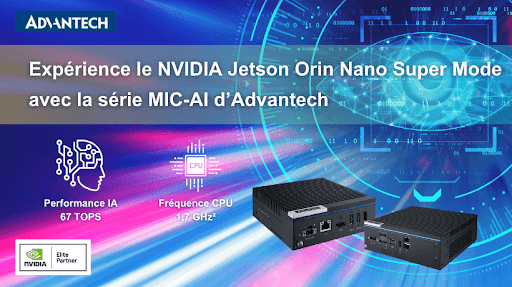 ADVANTECH
Expérience le NVIDIA Jetson Orin Nano Super Mode
avec la série MIC-AI d’Advantech
CPU
Performance IA
67 TOPS
Fréquence CPU
1.7 GHz²
NVIDIA
Elite
Partner